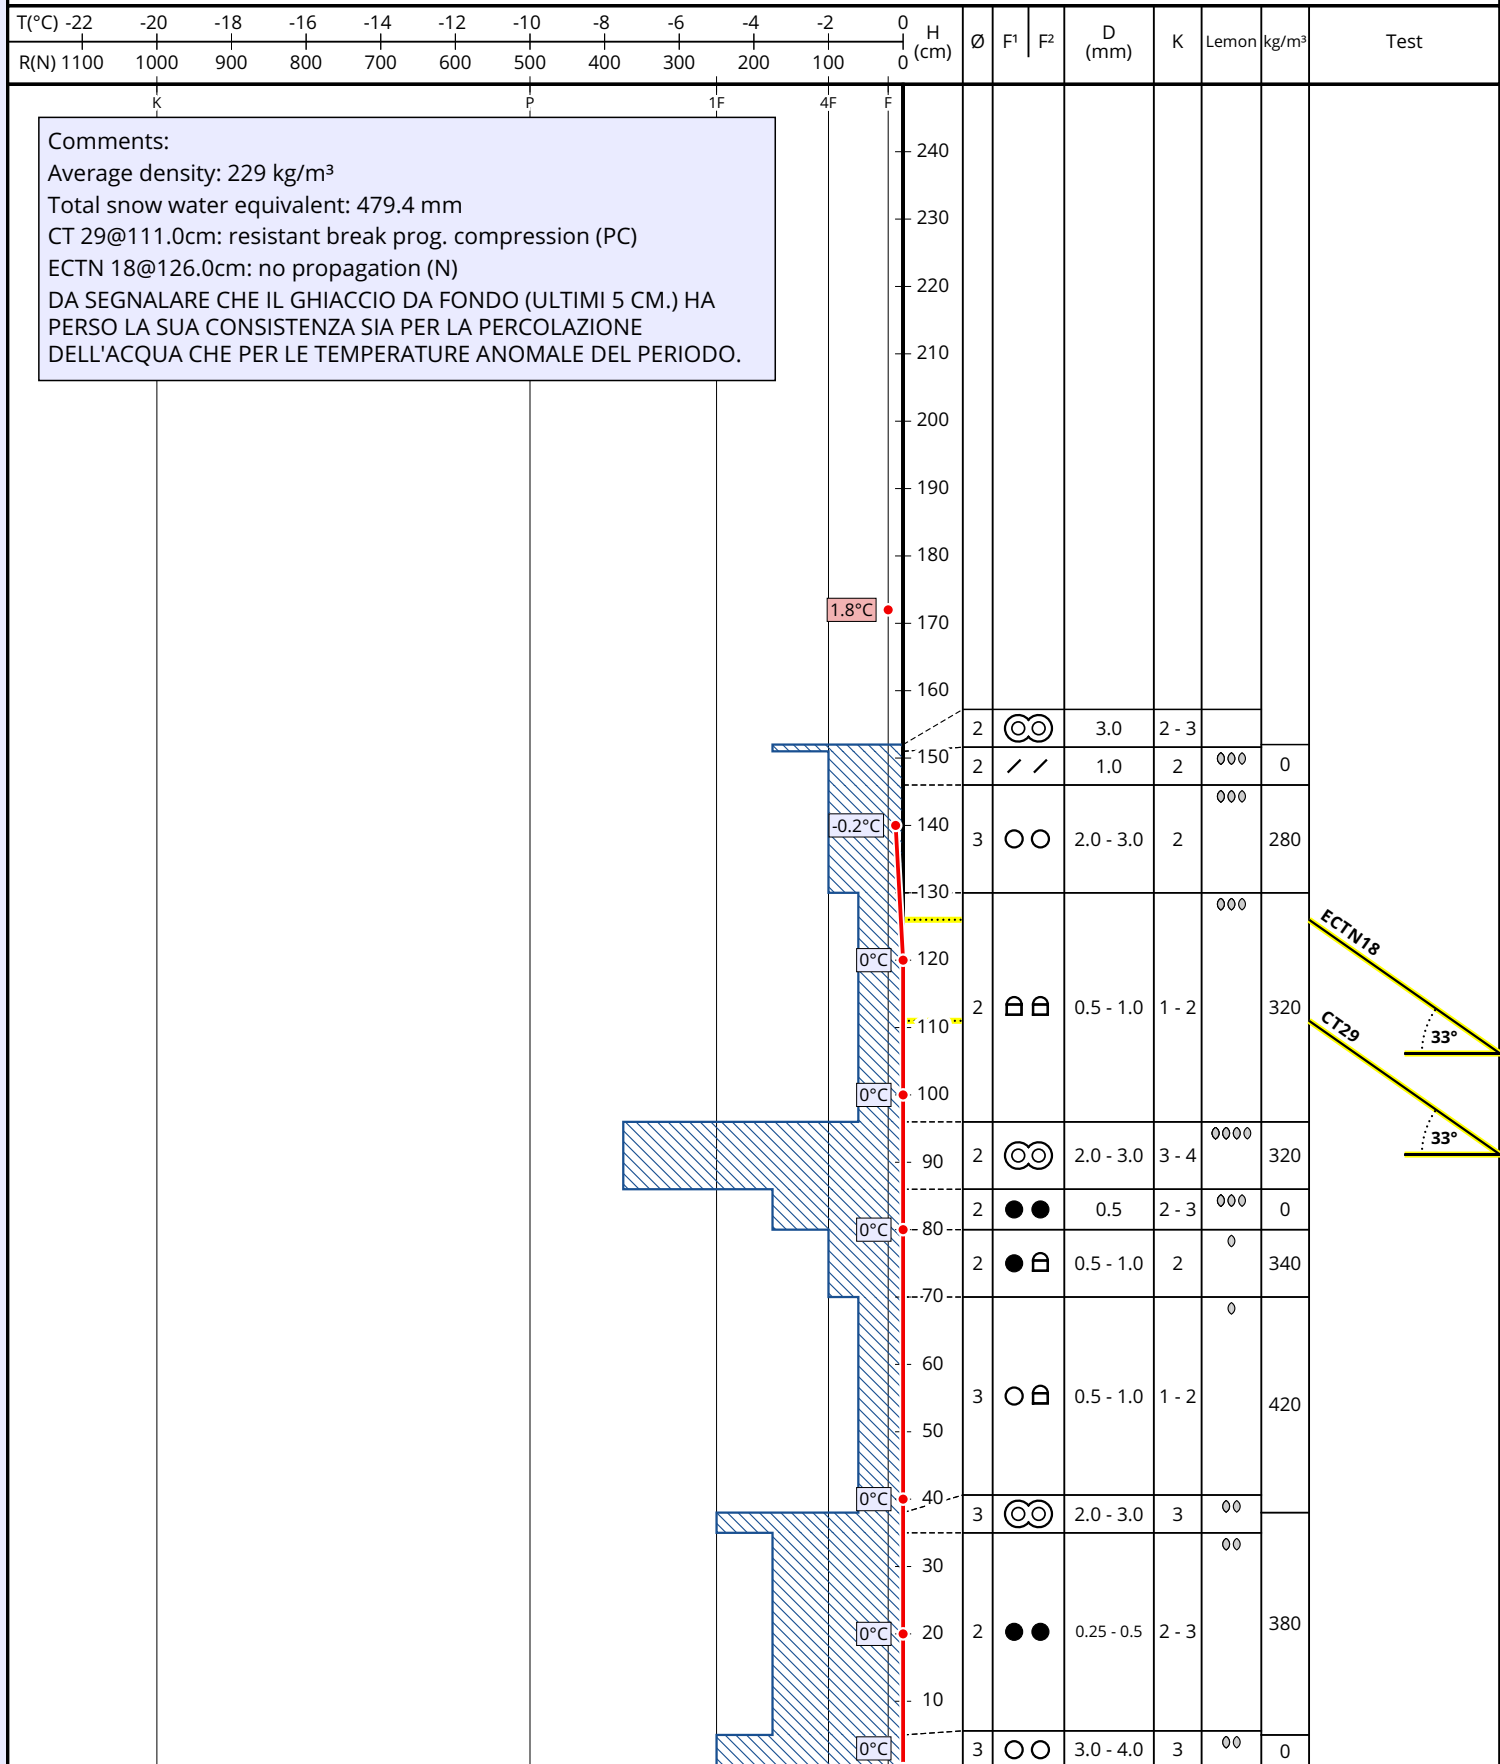 T(°C) -22 -20 -18 -16 -14 -12 -10 -8 -6 -4 -2 0
R(N) 1100 1000 900 800 700 600 500 400 300 200 100 0
H (cm) Ø F¹ F² D (mm) K Lemon kg/m³ Test
K P 1F 4F F
Comments:
Average density: 229 kg/m³
Total snow water equivalent: 479.4 mm
CT 29@111.0cm: resistant break prog. compression (PC)
ECTN 18@126.0cm: no propagation (N)
DA SEGNALARE CHE IL GHIACCIO DA FONDO (ULTIMI 5 CM.) HA
PERSO LA SUA CONSISTENZA SIA PER LA PERCOLAZIONE
DELL'ACQUA CHE PER LE TEMPERATURE ANOMALE DEL PERIODO.
240
230
220
210
200
190
180
1.8°C
170
160
2 3.0 2 - 3
150
2 1.0 2 0
-0.2°C 140
3 2.0 - 3.0 2 280
130
ECTN18
0°C 120
2 0.5 - 1.0 1 - 2 320
110
CT29
33°
0°C 100
33°
90 2 2.0 - 3.0 3 - 4 320
2 0.5 2 - 3 0
0°C 80
2 0.5 - 1.0 2 340
70
60
3 0.5 - 1.0 1 - 2 420
50
0°C 40
3 2.0 - 3.0 3
30
0°C 20 2 0.25 - 0.5 2 - 3 380
10
0°C 3 3.0 - 4.0 3 0